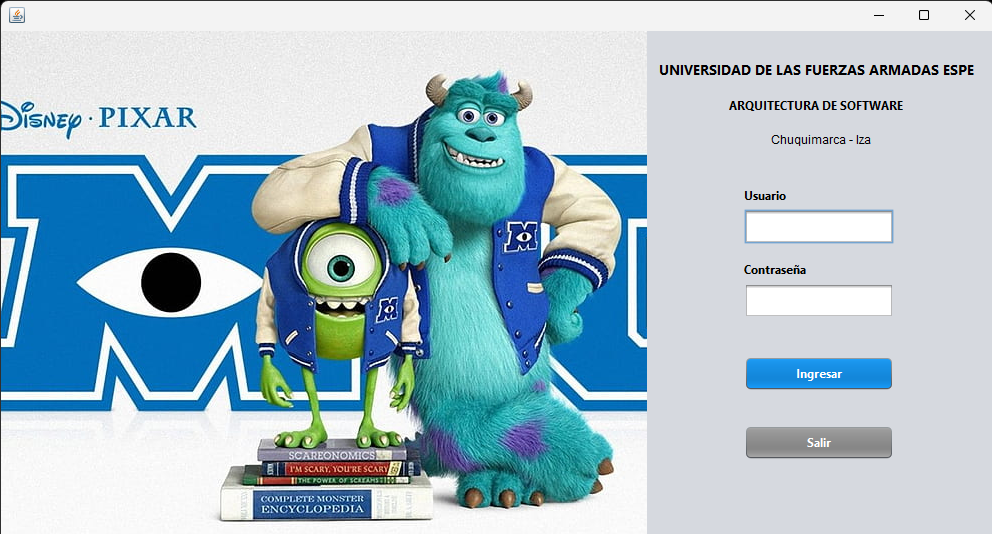 Disney · PIXAR
M
M
SCAREONOMICS
I'M SCARY, YOU'RE SCARY
THE POWER OF SCREAMS
COMPLETE MONSTER
ENCYCLOPEDIA
UNIVERSIDAD DE LAS FUERZAS ARMADAS ESPE
ARQUITECTURA DE SOFTWARE
Chuquimarca - Iza
Usuario
Contraseña
Ingresar
Salir